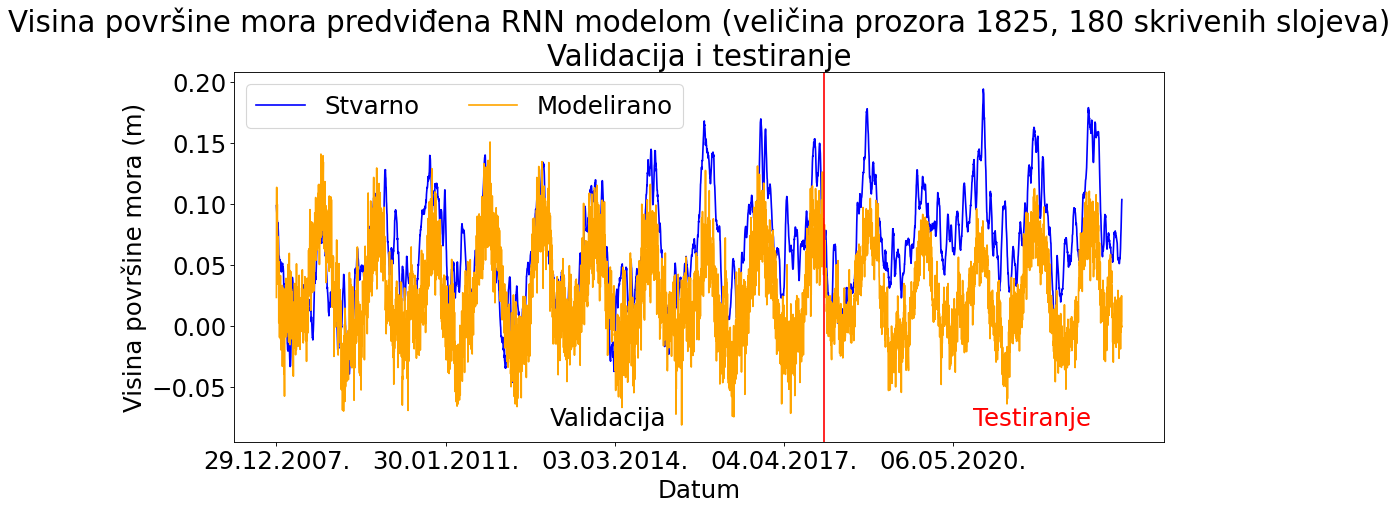 Visina površine mora predviđena RNN modelom (veličina prozora 1825, 180 skrivenih slojeva)
Validacija i testiranje
Stvarno
Modelirano
Visina površine mora (m)
0.20
0.15
0.10
0.05
0.00
−0.05
Validacija
Testiranje
29.12.2007.
30.01.2011.
03.03.2014.
04.04.2017.
06.05.2020.
Datum